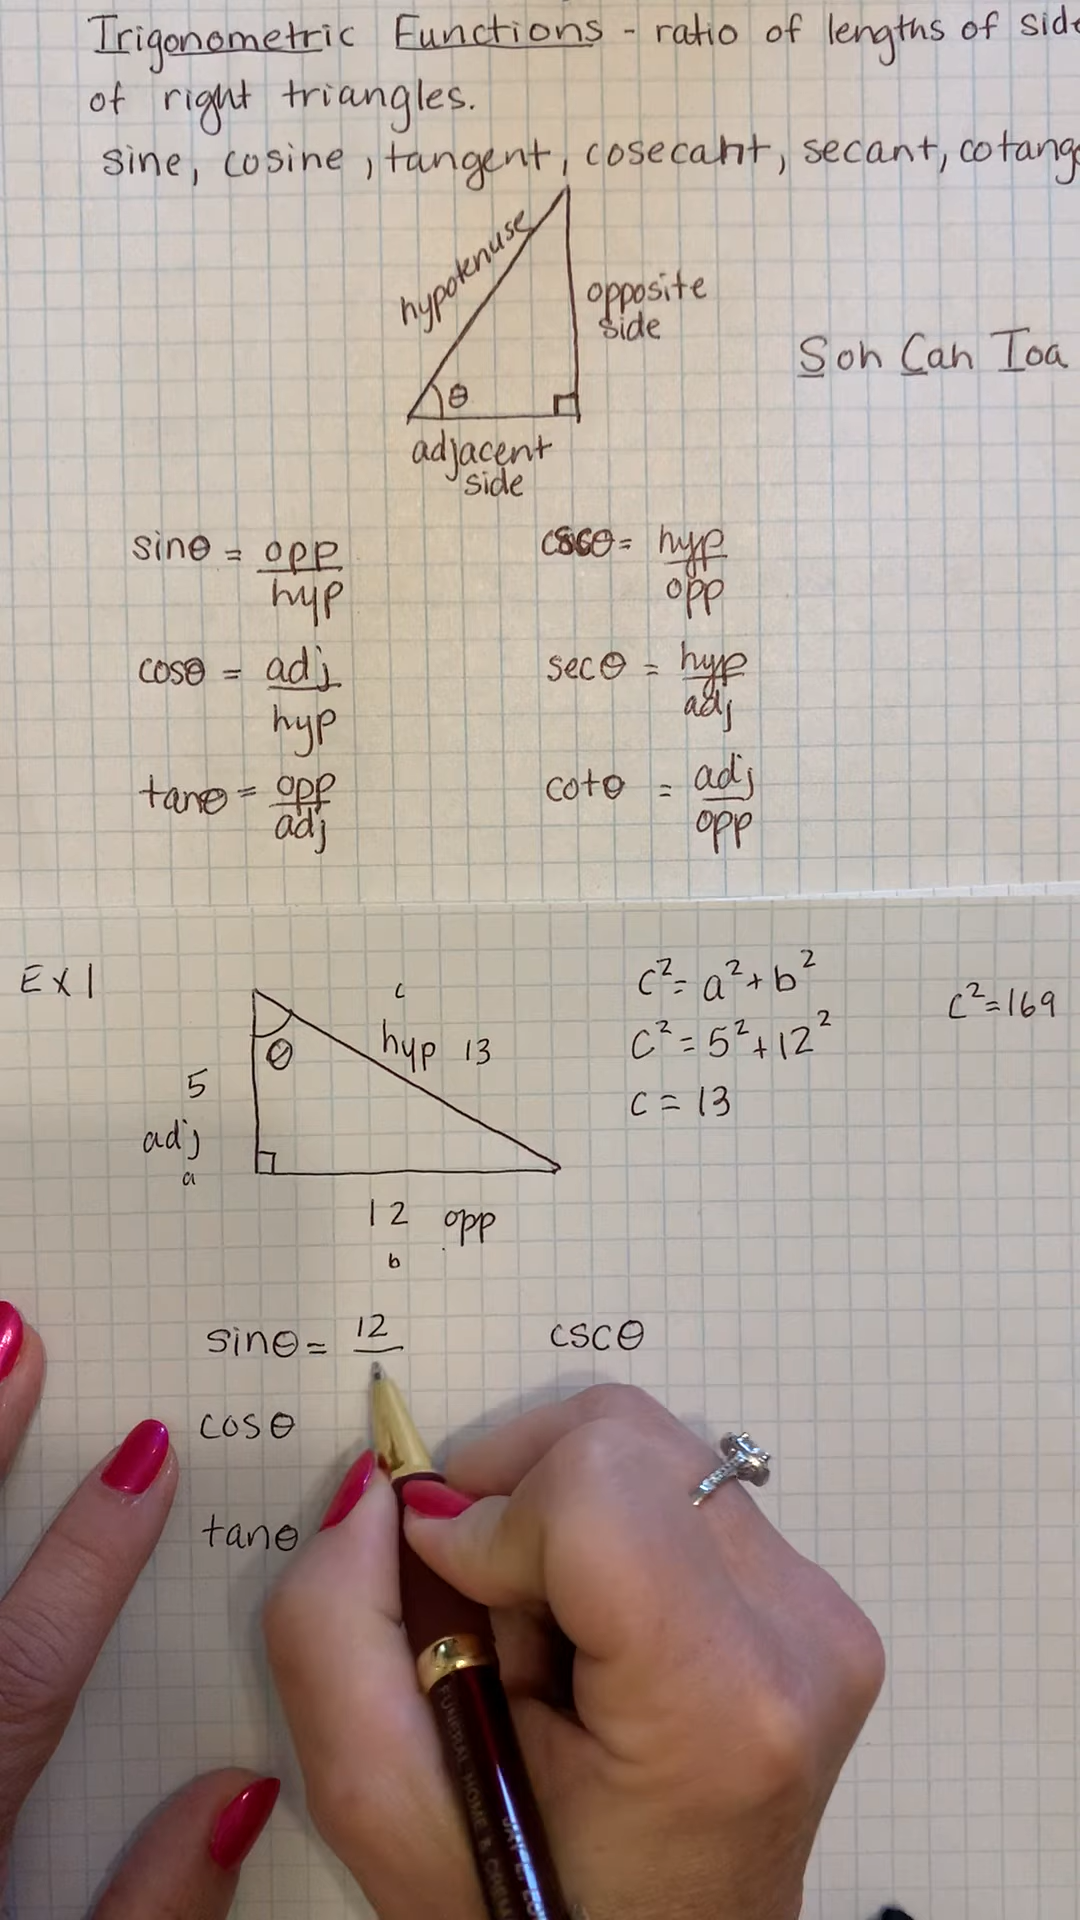 Trigonometric Functions - ratio of lengths of side
of right triangles.
sine, cosine, tangent, cosecant, secant, cotang
hypotenuse
opposite
side
Soh Cah Toa
θ
adjacent
side
sinθ = opp/hyp
cscθ = hyp/opp
cosθ = adj/hyp
secθ = hyp/adj
tanθ = opp/adj
cotθ = adj/opp
EX 1
c
hyp 13
θ
5
adj
a
12 opp
b
c²= a²+b²
c²=169
c²=5²+12²
c = 13
sinθ= 12
cscθ
cosθ
tanθ
FUNERAL HOME & CREM